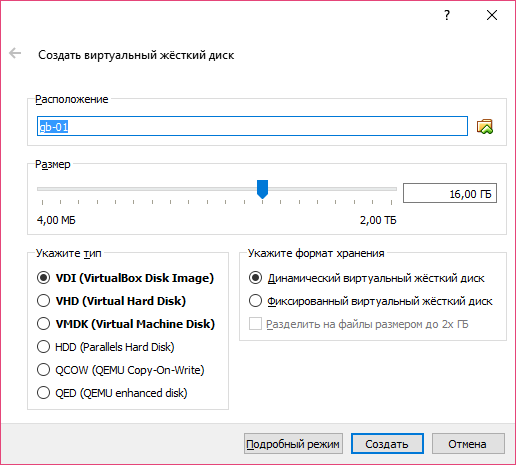 ?
Создать виртуальный жёсткий диск
Расположение
gb-01
Размер
16,00 ГБ
4,00 МБ 2,00 ТБ
Укажите тип
VDI (VirtualBox Disk Image)
VHD (Virtual Hard Disk)
VMDK (Virtual Machine Disk)
HDD (Parallels Hard Disk)
QCOW (QEMU Copy-On-Write)
QED (QEMU enhanced disk)
Укажите формат хранения
Динамический виртуальный жёсткий диск
Фиксированный виртуальный жёсткий диск
Разделить на файлы размером до 2х ГБ
Подробный режим Создать Отмена